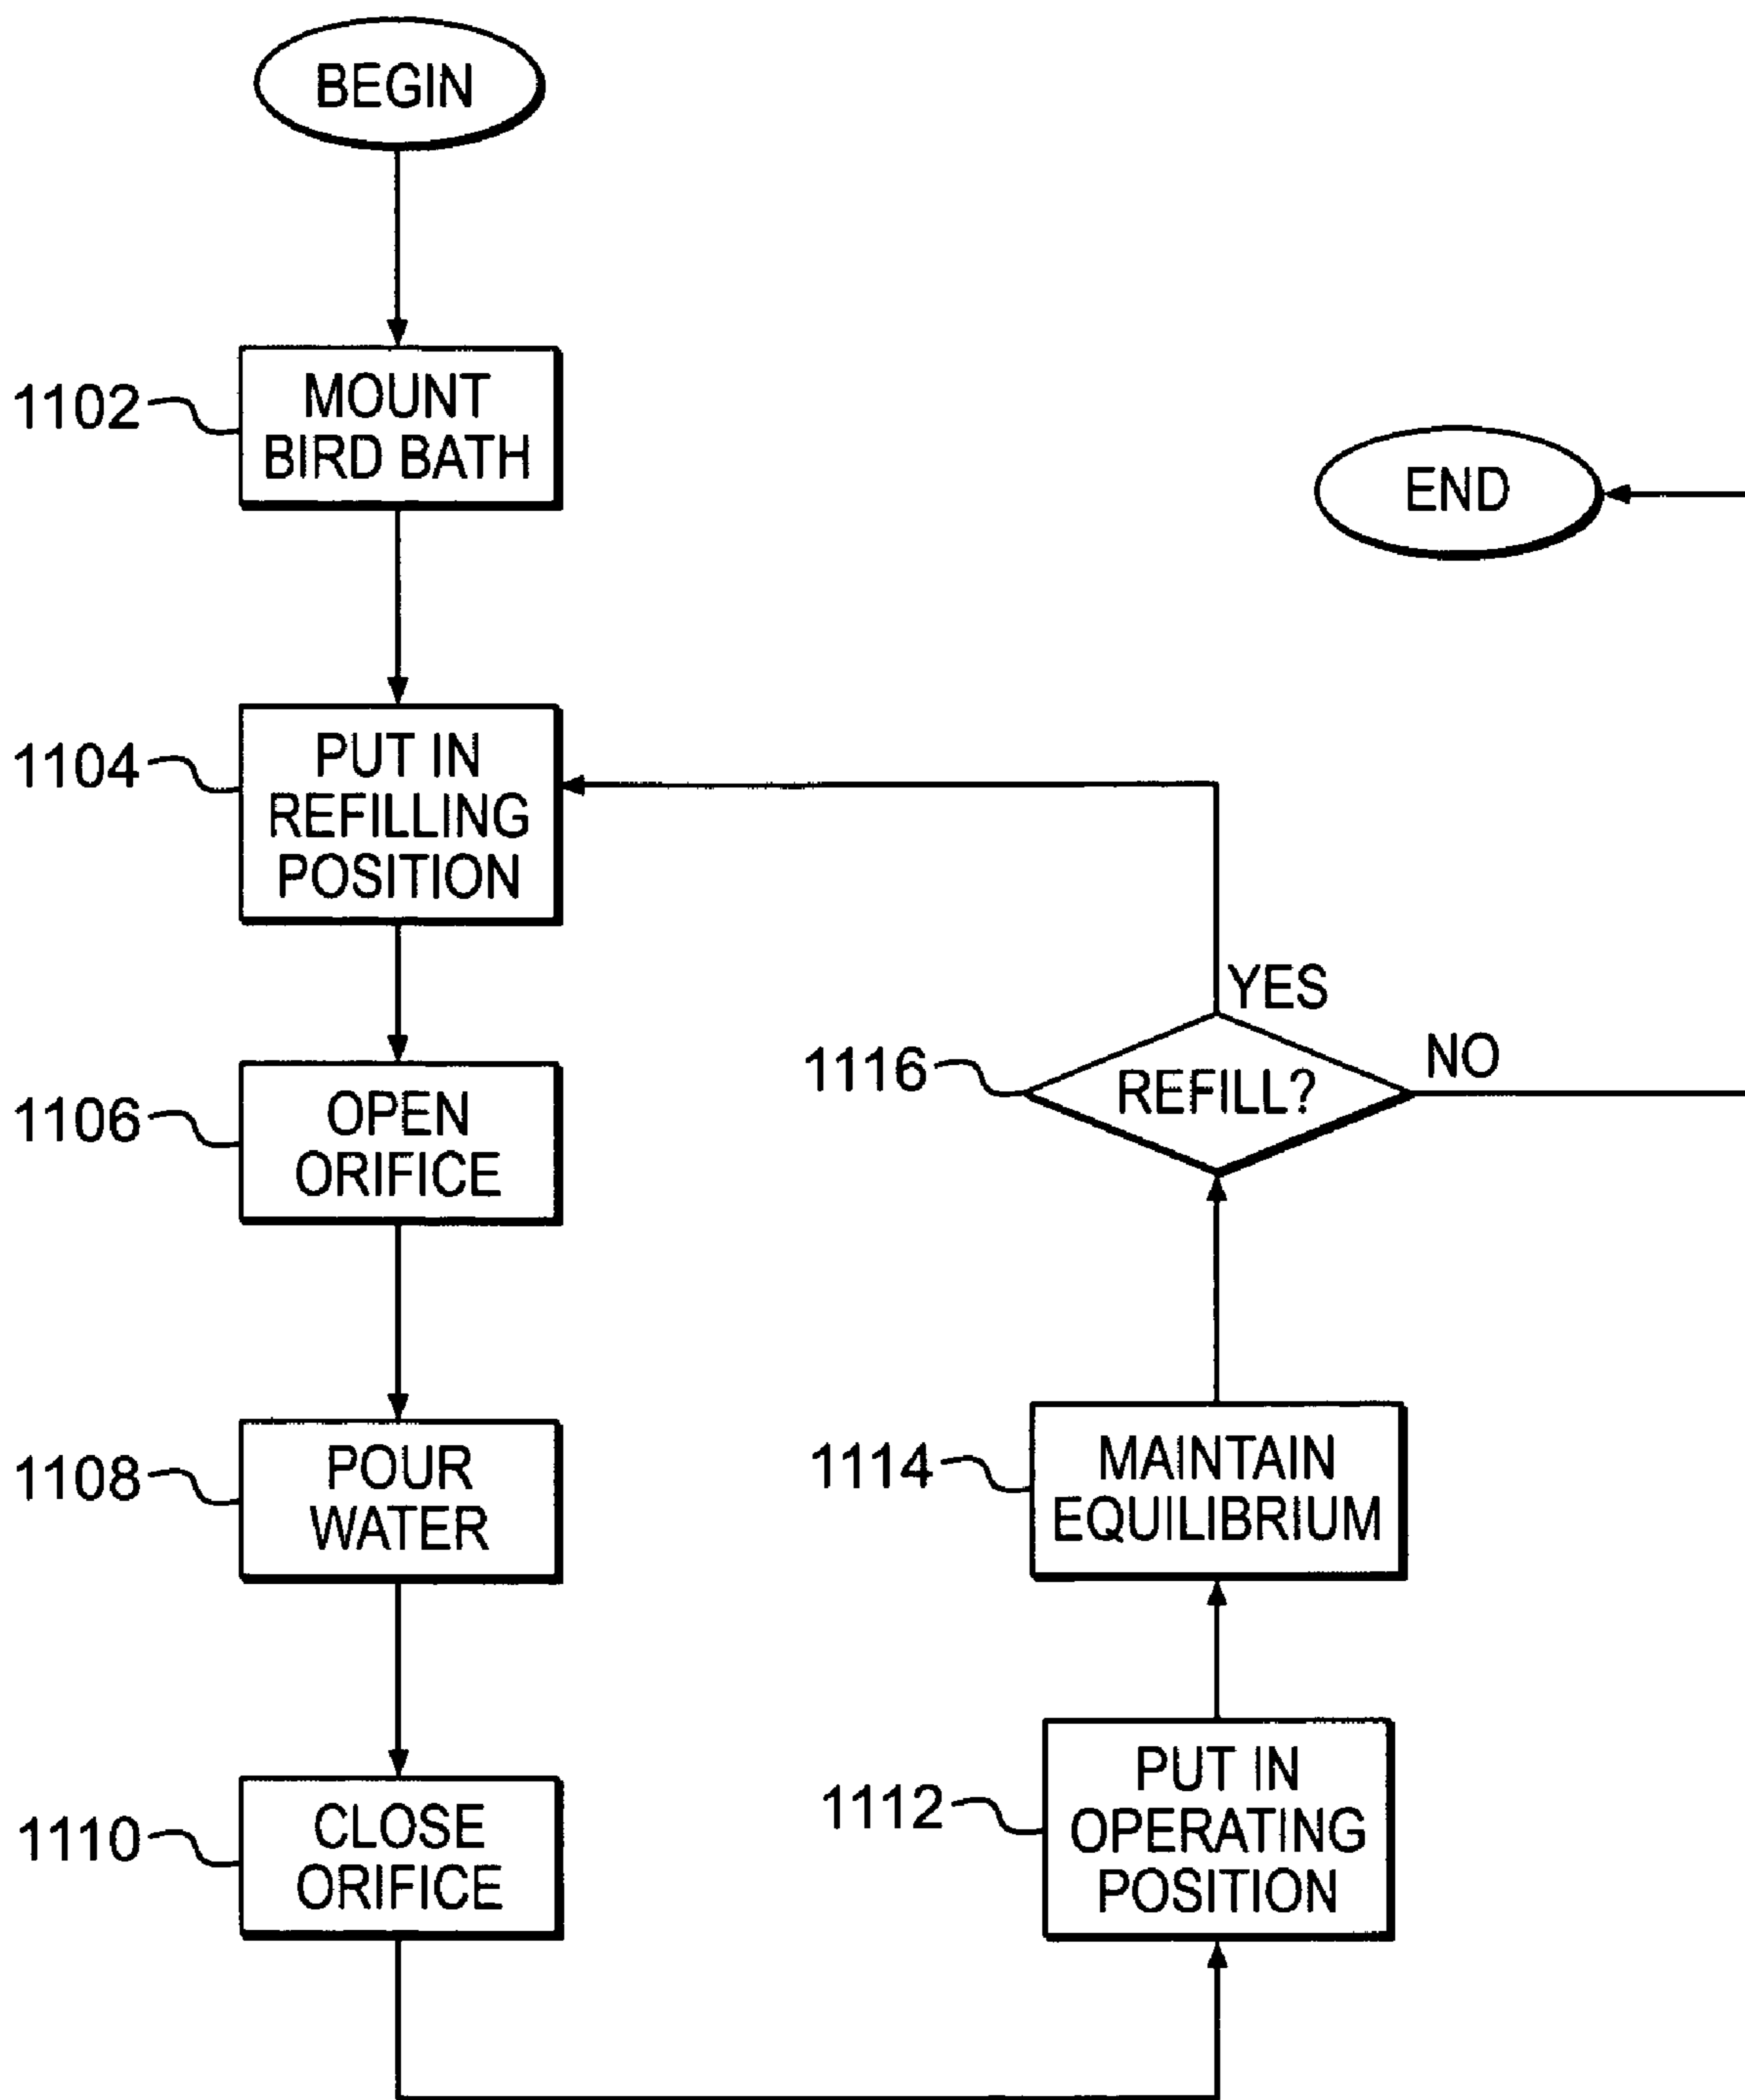 BEGIN
1102
MOUNT
BIRD BATH
1104
PUT IN
REFILLING
POSITION
1106
OPEN
ORIFICE
1108
POUR
WATER
1110
CLOSE
ORIFICE
1112
PUT IN
OPERATING
POSITION
1114
MAINTAIN
EQUILIBRIUM
1116
REFILL?
YES
NO
END